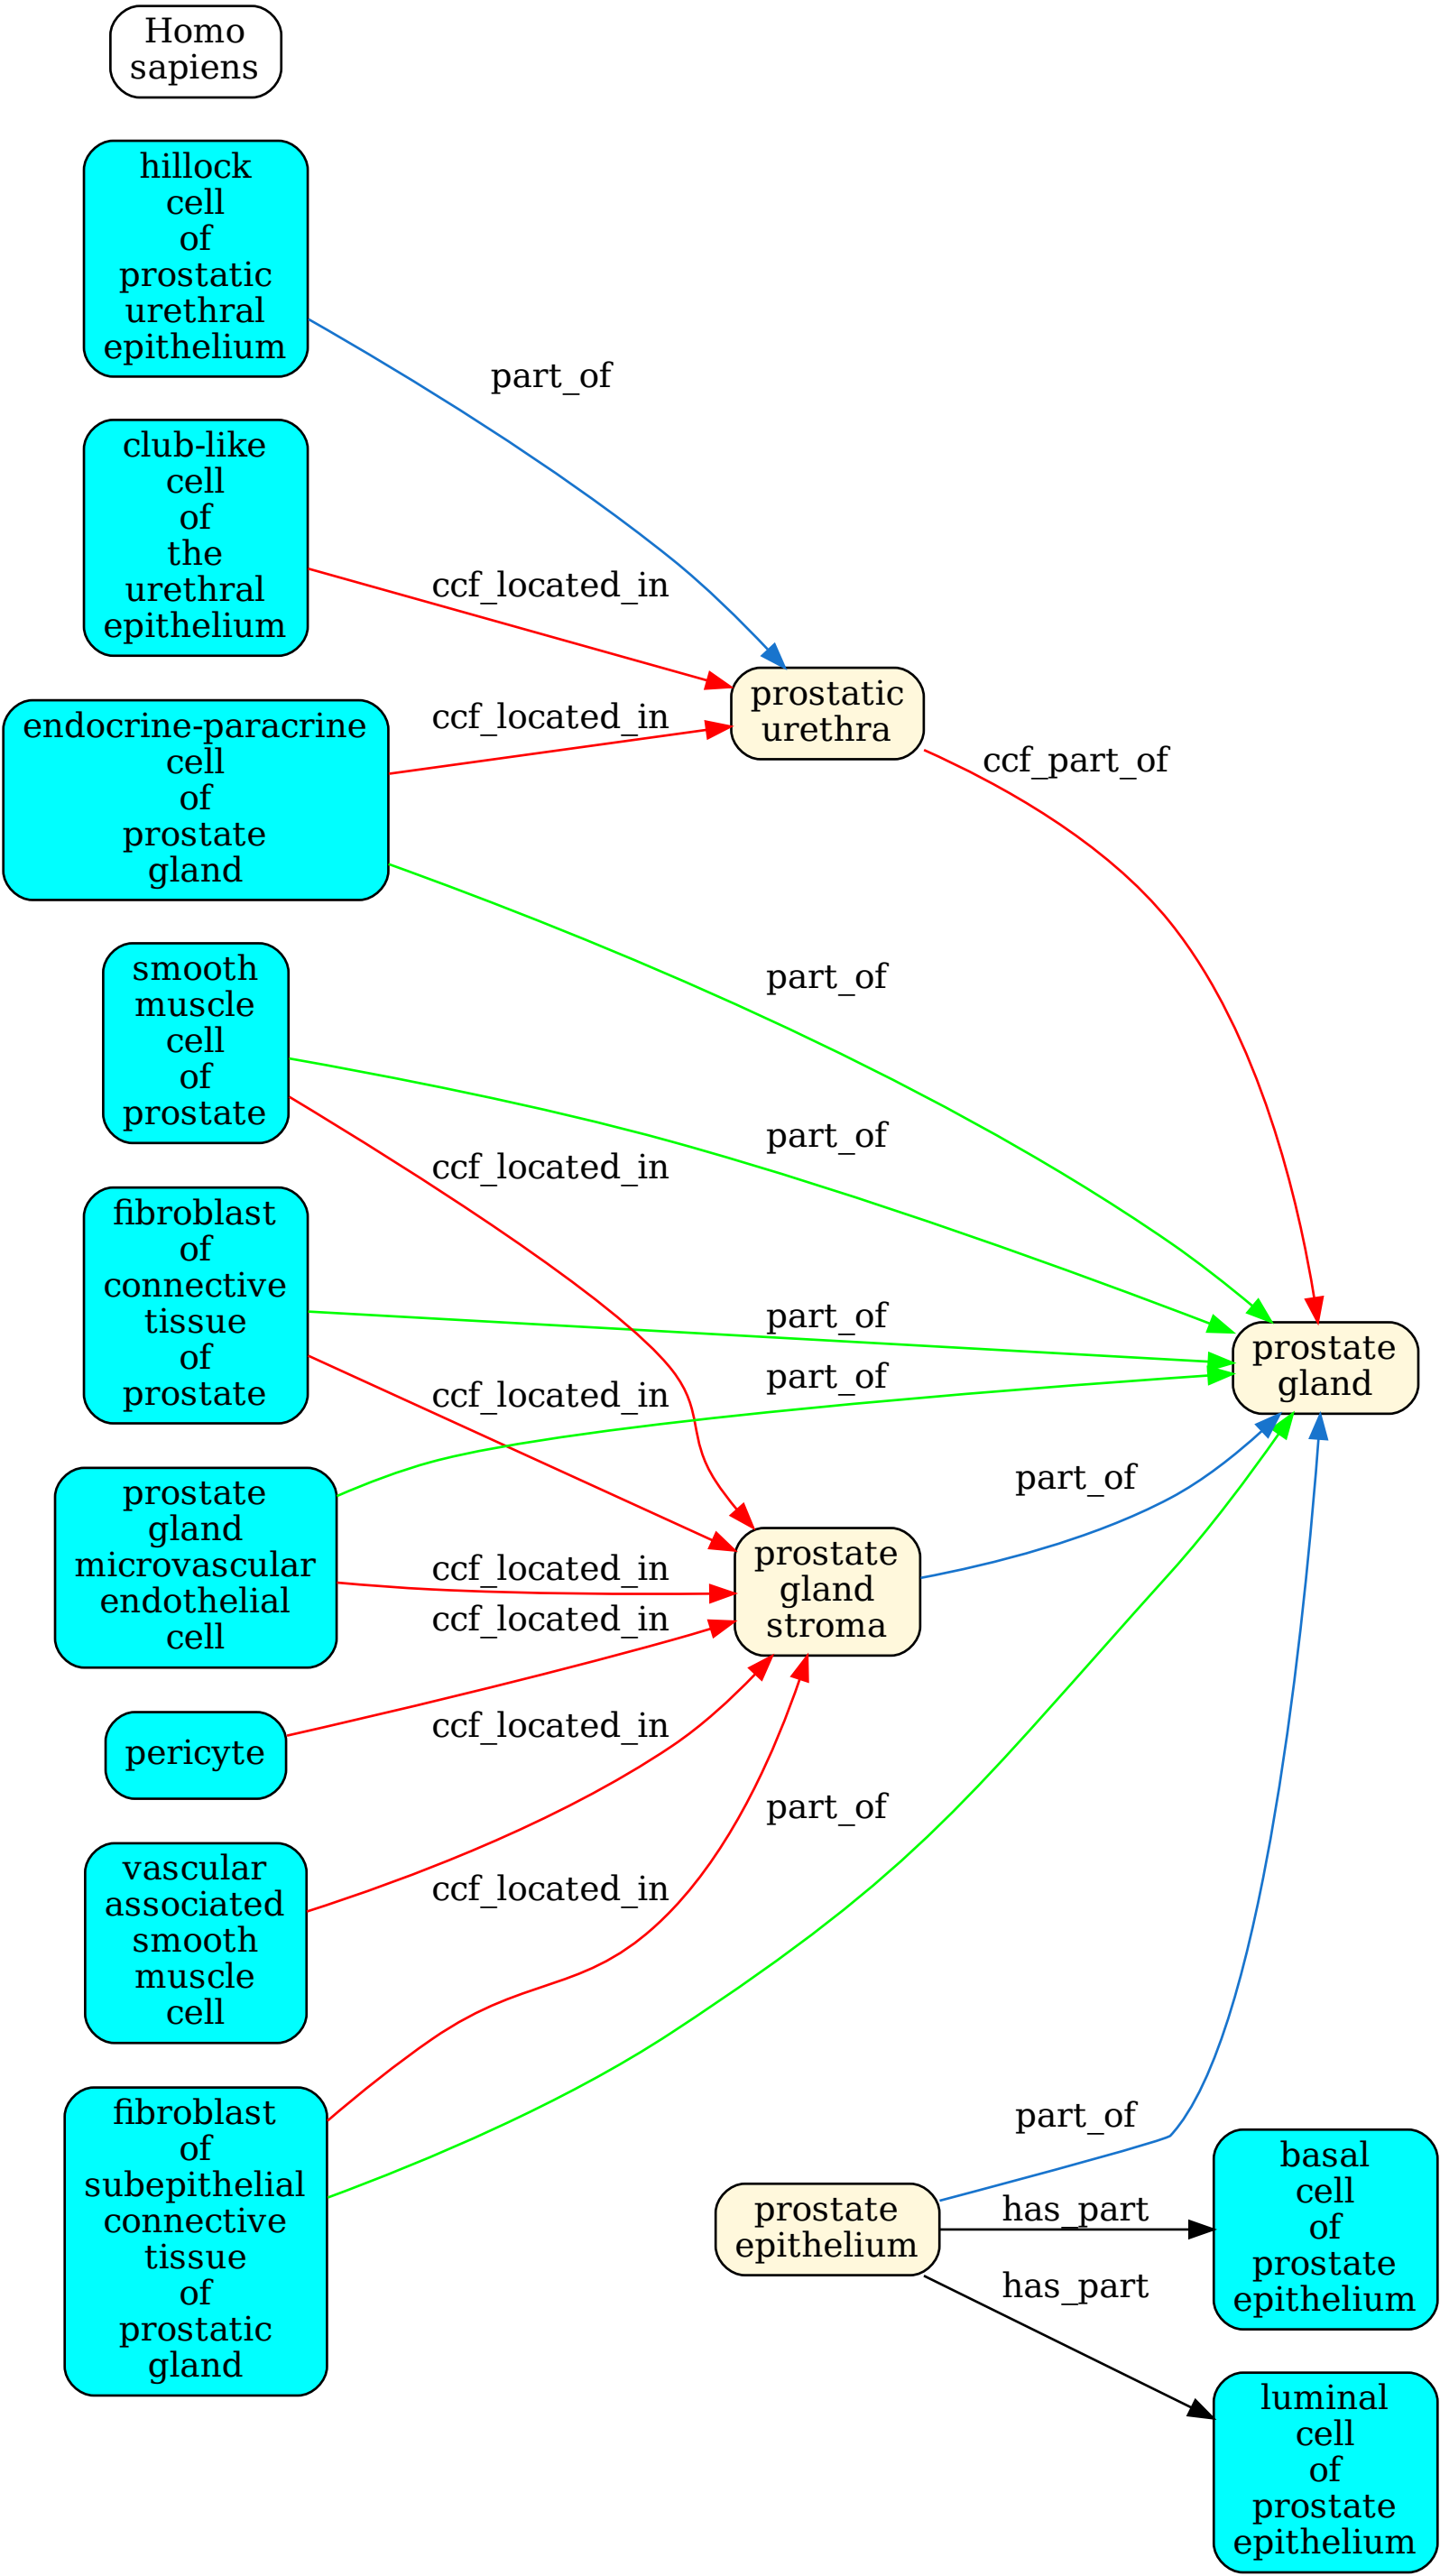 Homo
sapiens
hillock
cell
of
prostatic
urethral
epithelium
part_of
club-like
cell
of
the
urethral
epithelium
ccf_located_in
endocrine-paracrine
cell
of
prostate
gland
ccf_located_in
prostatic
urethra
ccf_part_of
part_of
smooth
muscle
cell
of
prostate
part_of
ccf_located_in
fibroblast
of
connective
tissue
of
prostate
part_of
ccf_located_in
prostate
gland
prostate
gland
microvascular
endothelial
cell
part_of
ccf_located_in
prostate
gland
stroma
part_of
pericyte
ccf_located_in
vascular
associated
smooth
muscle
cell
ccf_located_in
fibroblast
of
subepithelial
connective
tissue
of
prostatic
gland
ccf_located_in
part_of
prostate
epithelium
part_of
has_part
has_part
basal
cell
of
prostate
epithelium
luminal
cell
of
prostate
epithelium